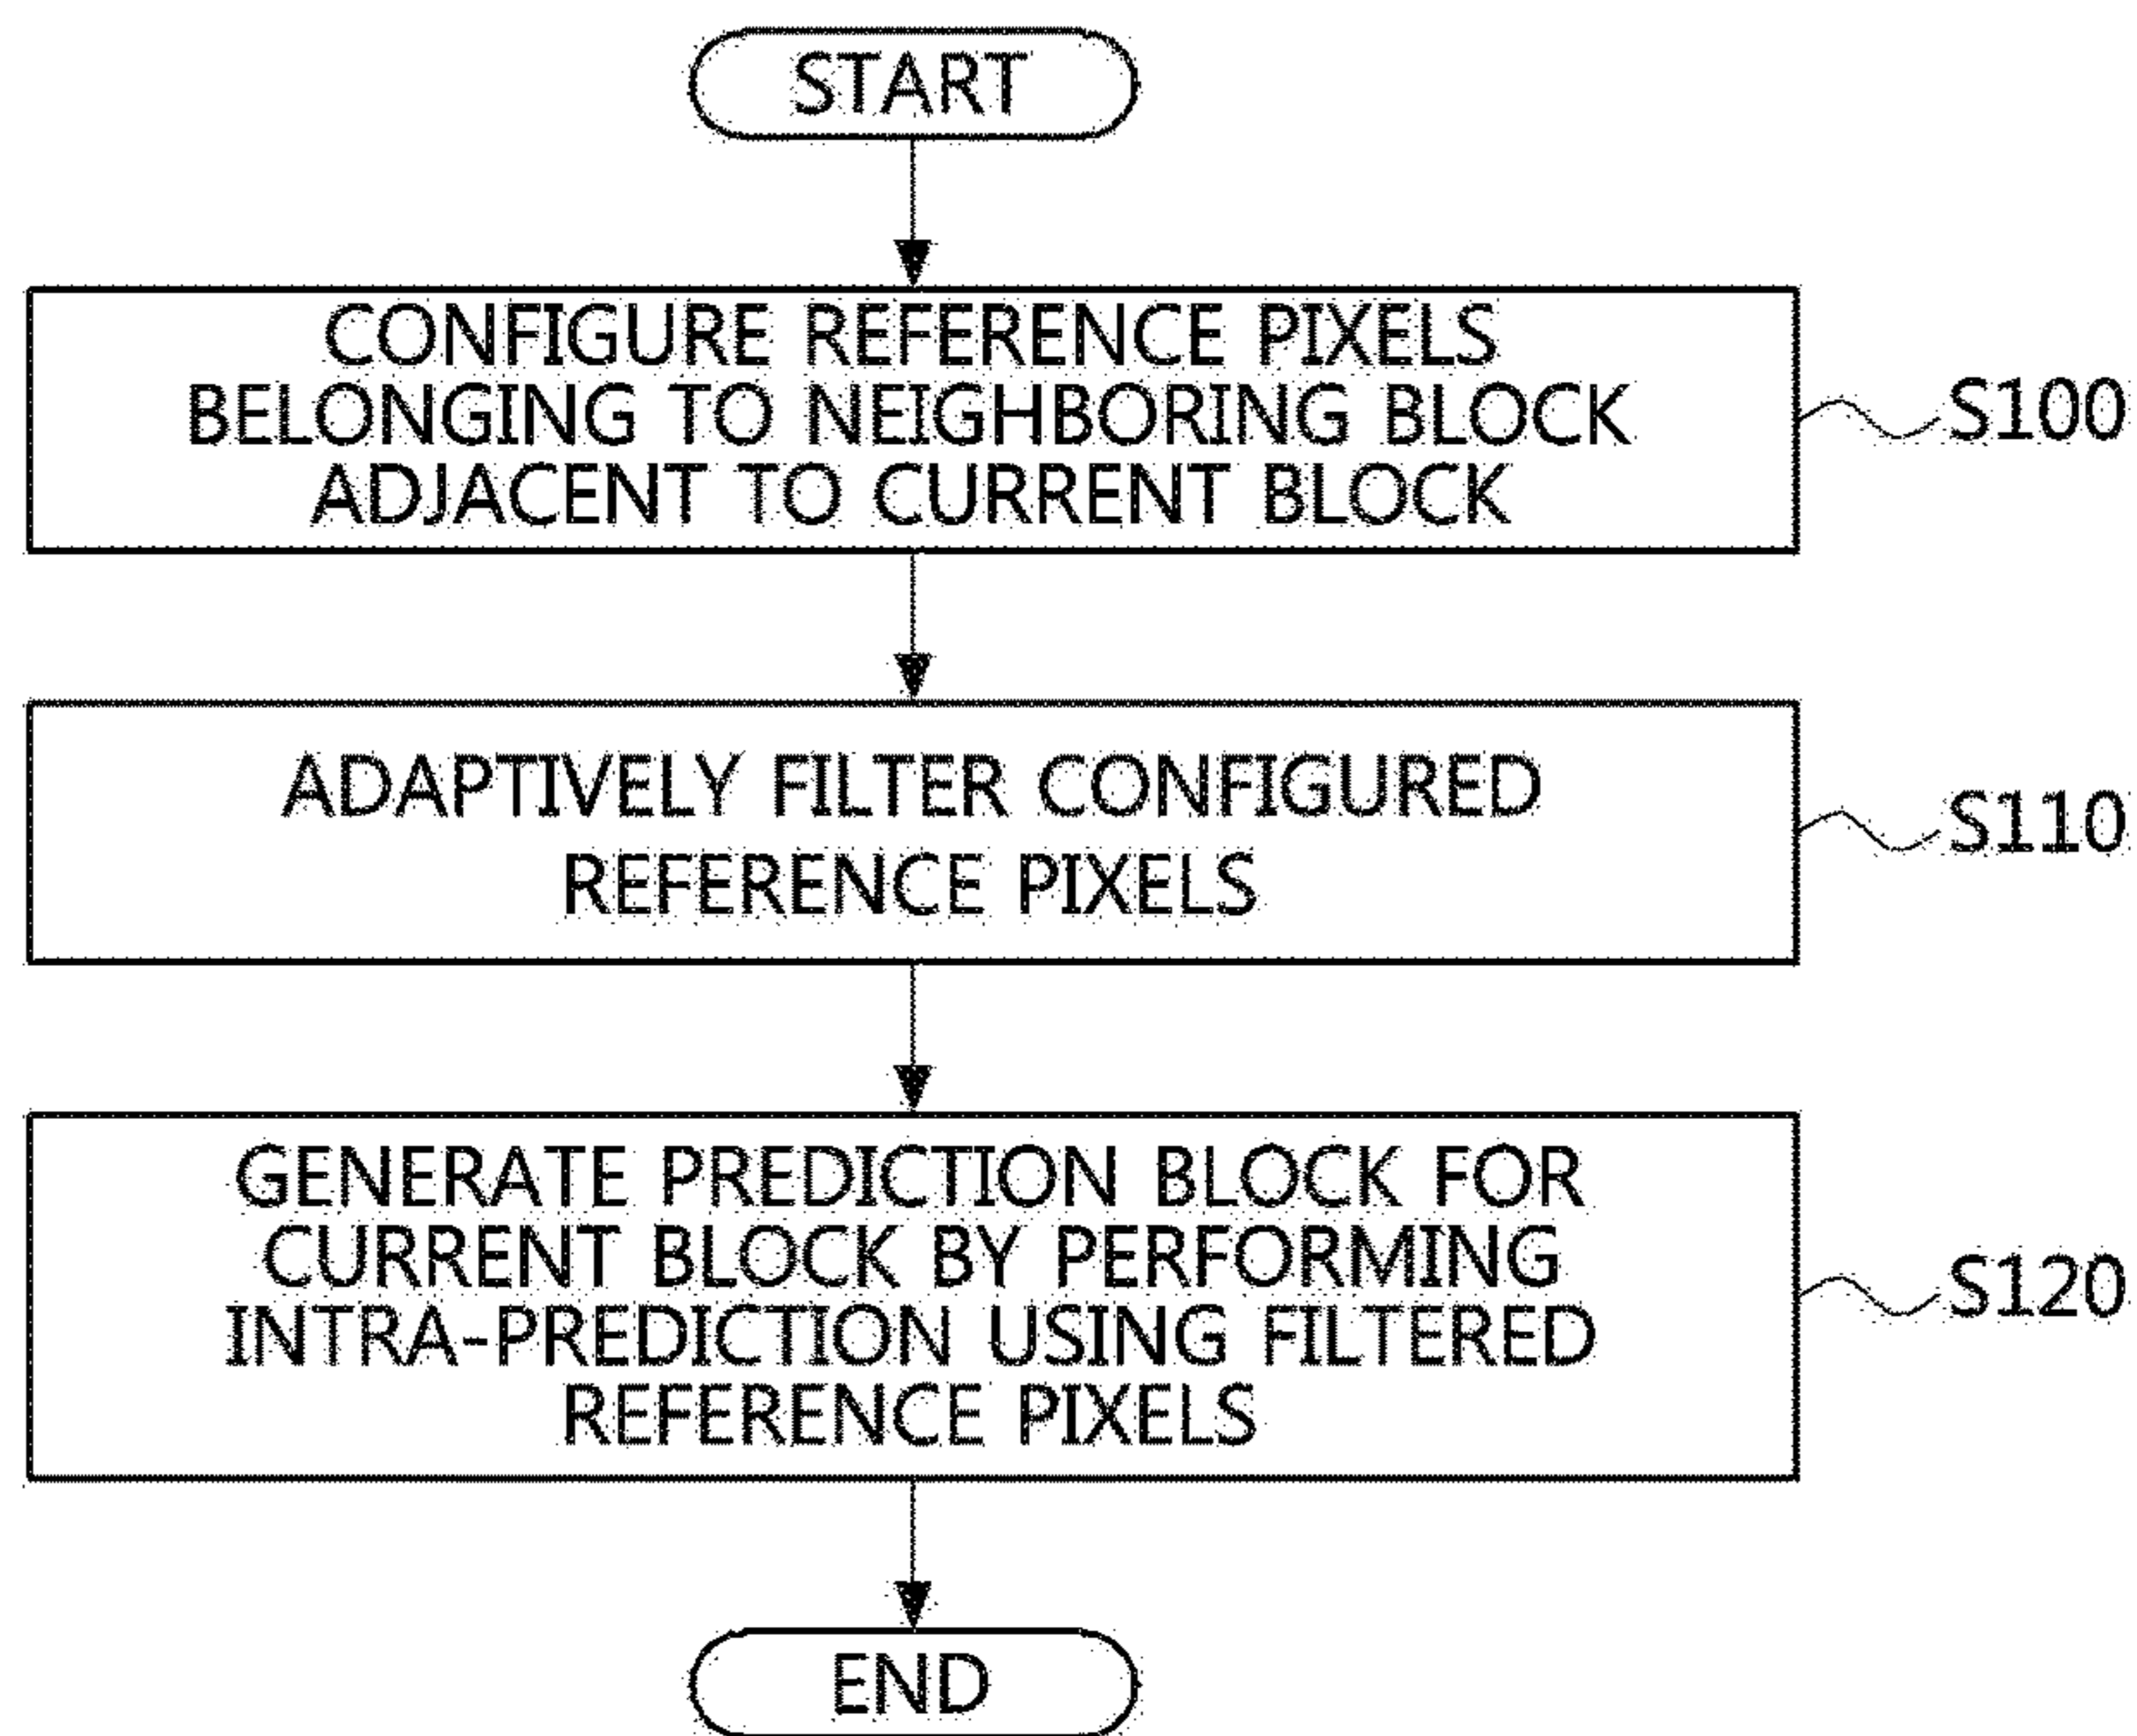 START
CONFIGURE REFERENCE PIXELS
BELONGING TO NEIGHBORING BLOCK
ADJACENT TO CURRENT BLOCK
S100
ADAPTIVELY FILTER CONFIGURED
REFERENCE PIXELS
S110
GENERATE PREDICTION BLOCK FOR
CURRENT BLOCK BY PERFORMING
INTRA-PREDICTION USING FILTERED
REFERENCE PIXELS
S120
END